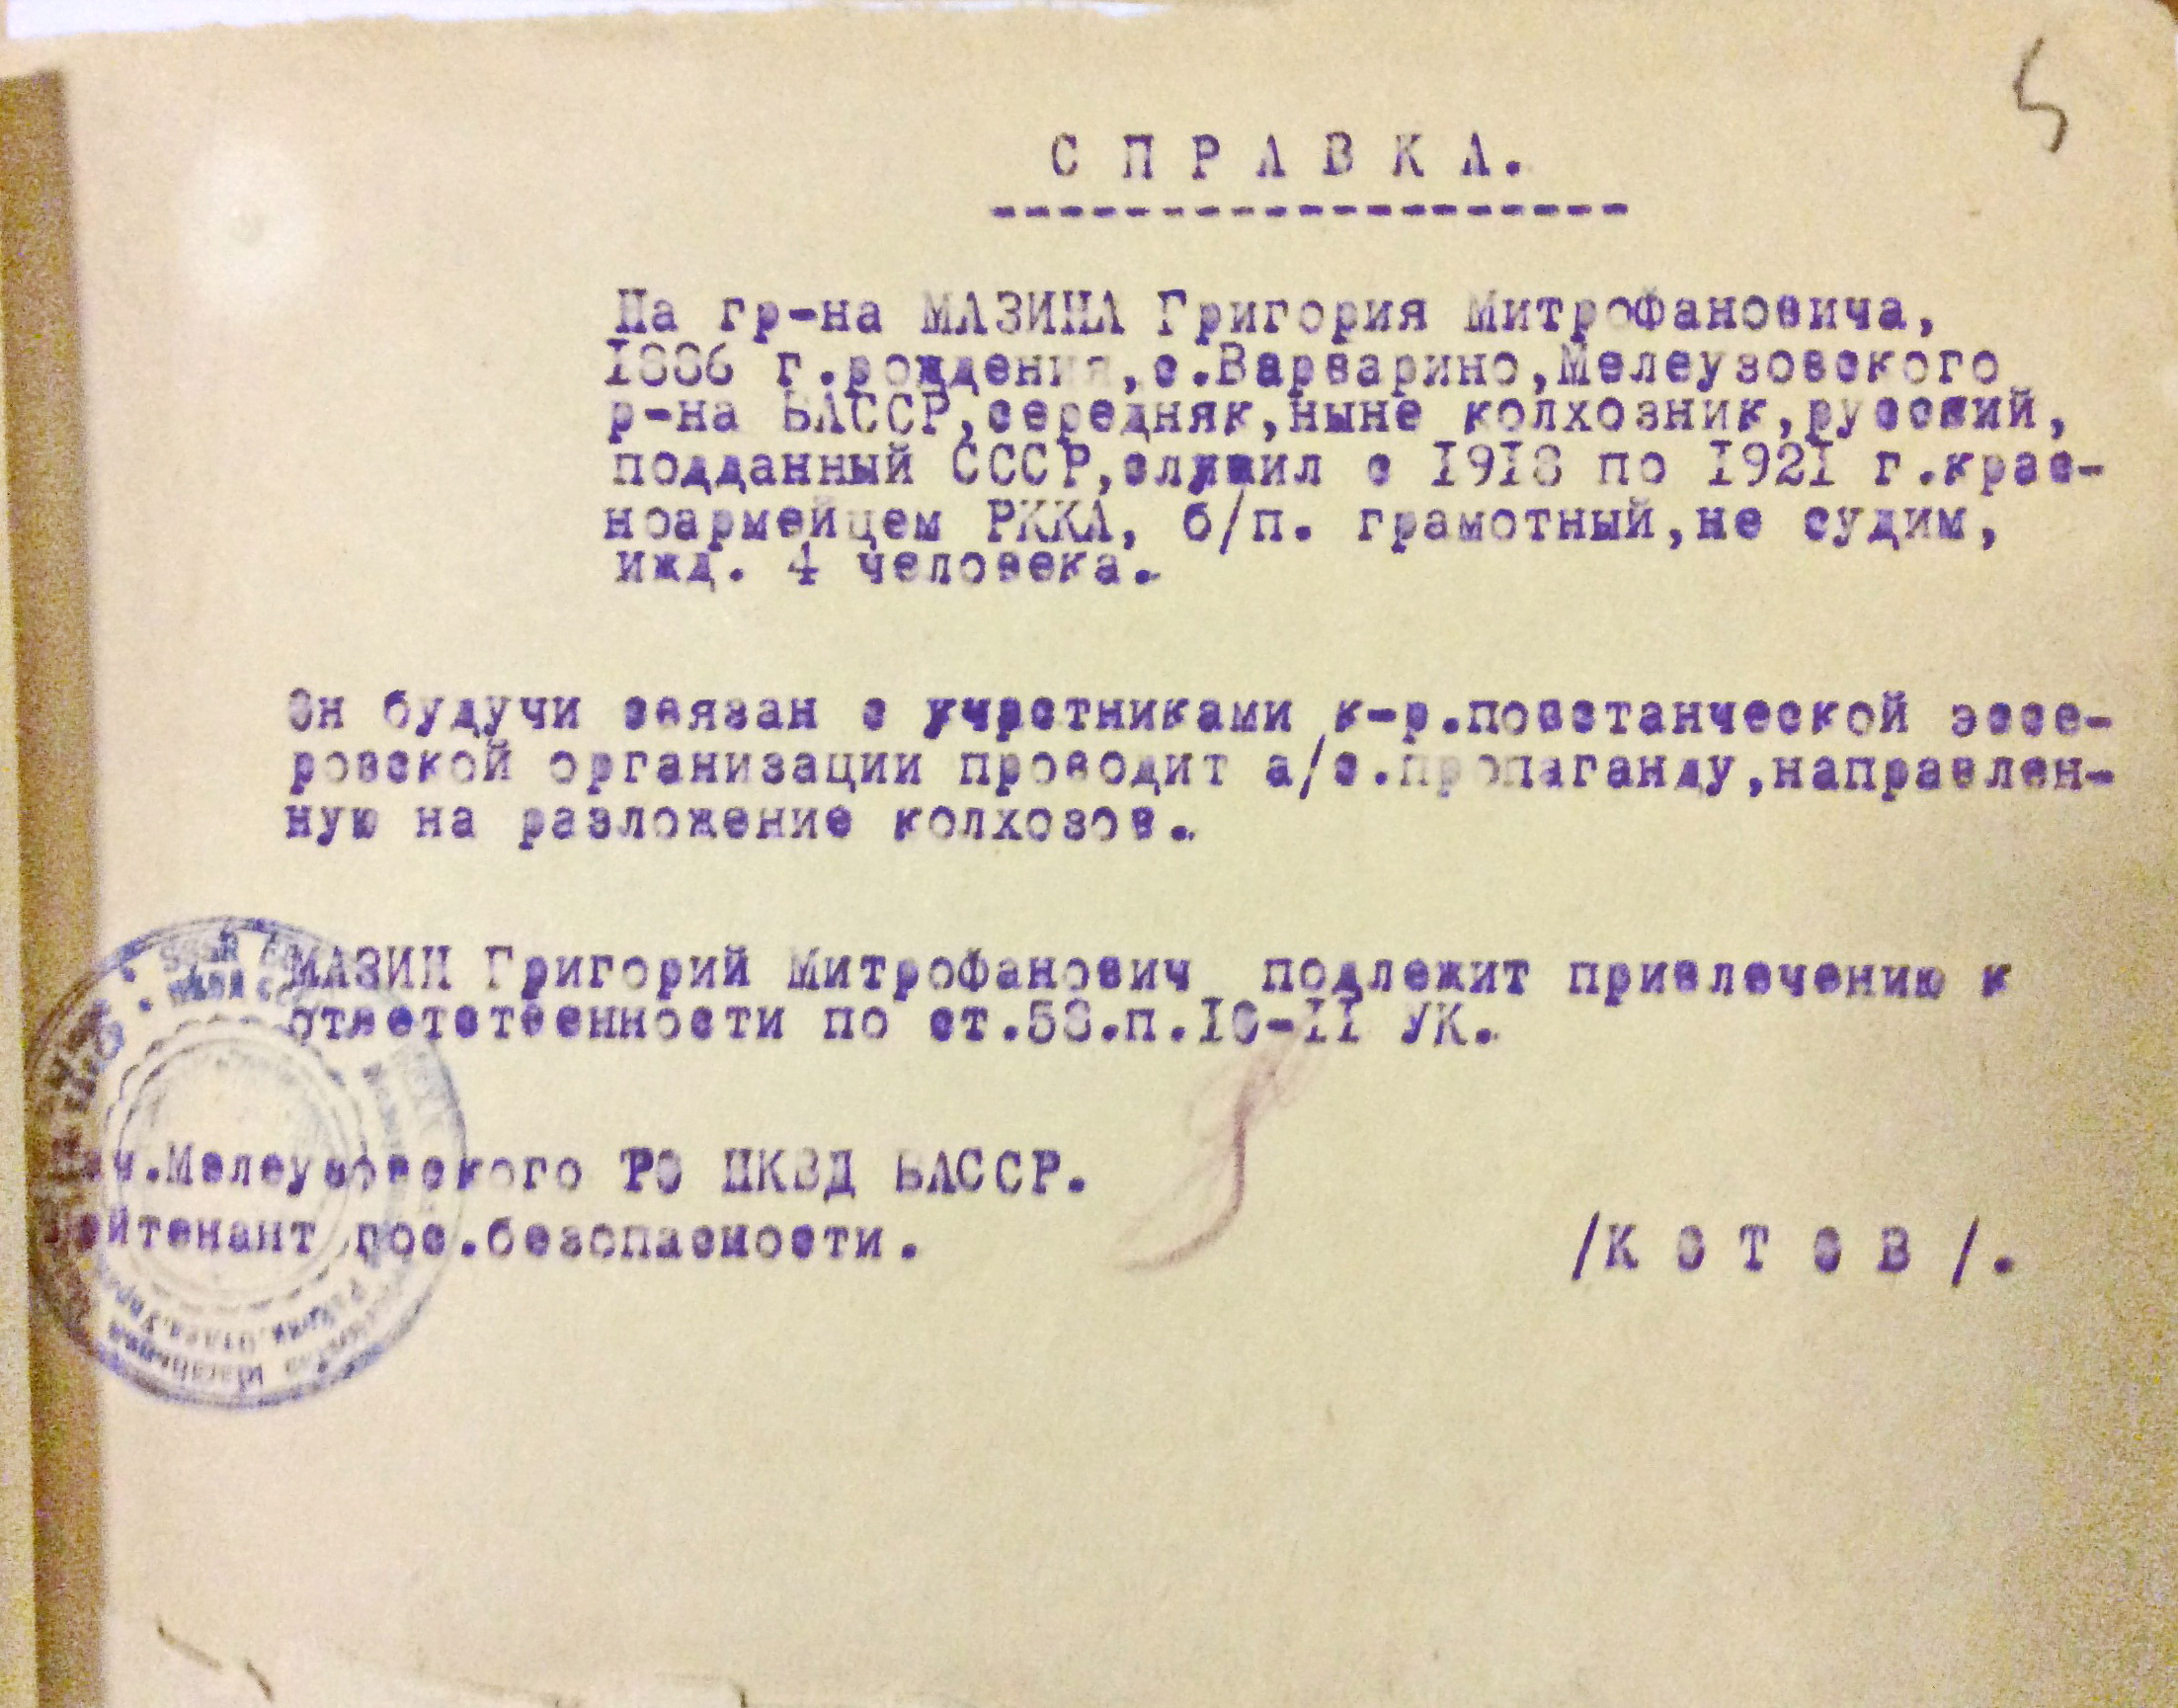 5
С П Р А В К А.
На гр-на МАЗИНА Григория Митрофановича,
1886 г.рождения,с.Варварино,Мелеузовского
р-на БАССР,середняк,ныне колхозник,русский,
подданный СССР,служил с 1918 по 1921 г.крас-
ноармейцем РККА, б/п. грамотный,не судим,
ижд. 4 человека.
Он будучи связан с участниками к-р.повстанческой эссе-
ровской организации проводит а/с.пропаганду,направлен-
ную на разложение колхозов.
МАЗИН Григорий Митрофанович подлежит привлечению к
ответственности по ст.58.п.10-11 УК.
Нач.Мелеузовского РО НКВД БАССР.
Лейтенант гос.безопасности.
/К О Т О В /.